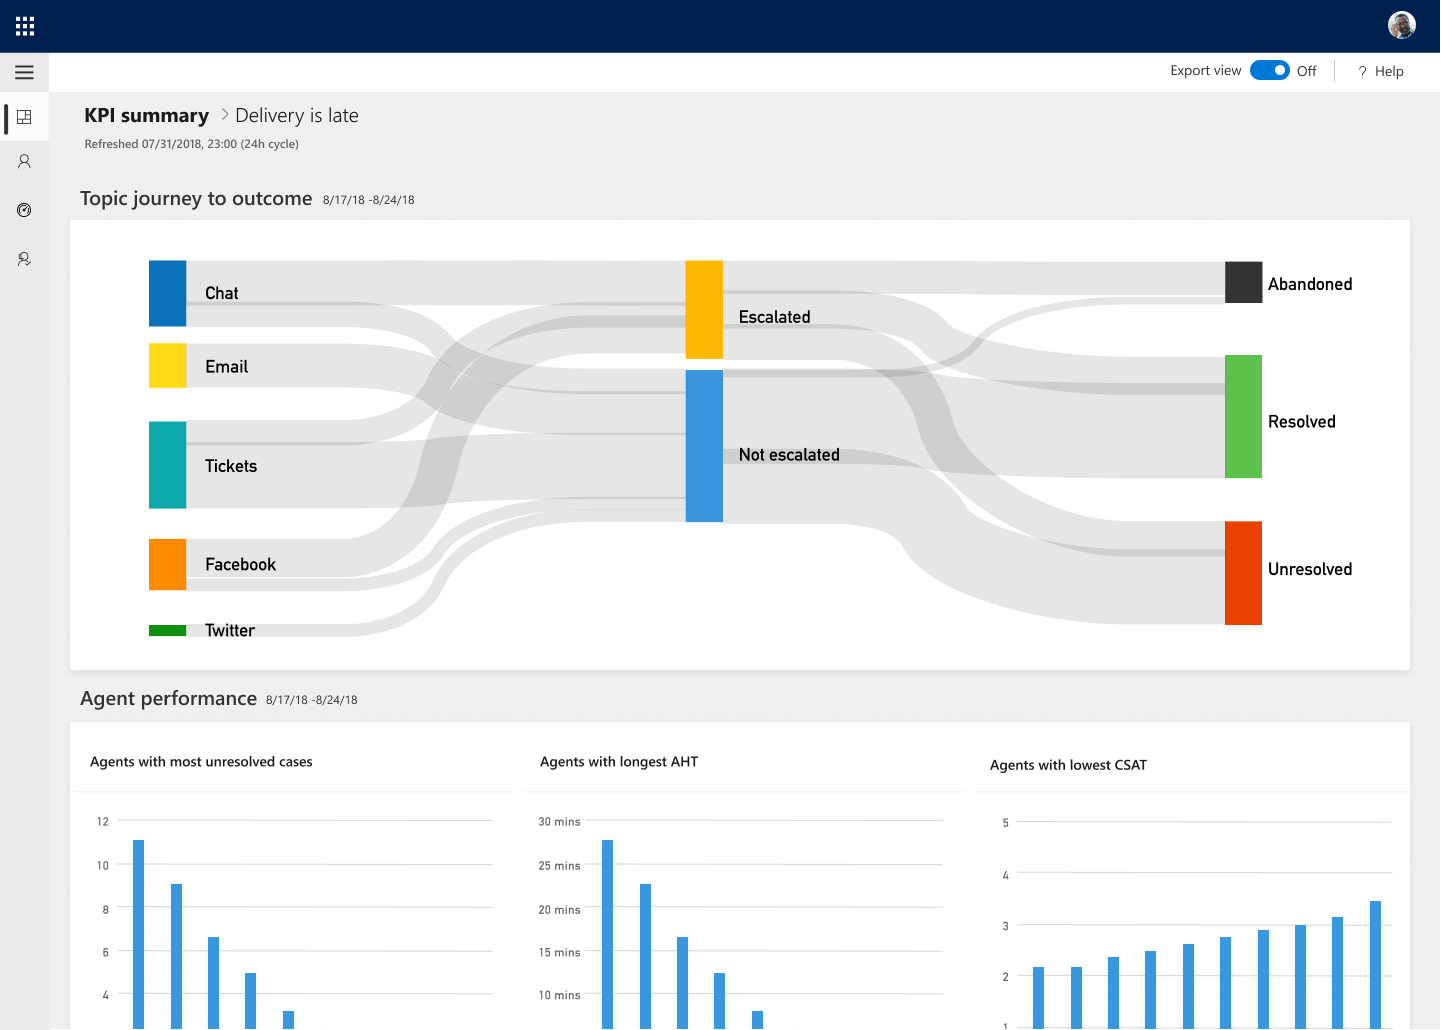 Export view Off ? Help
KPI summary > Delivery is late
Refreshed 07/31/2018, 23:00 (24h cycle)
Topic journey to outcome 8/17/18 -8/24/18
Chat
Email
Tickets
Facebook
Twitter
Escalated
Not escalated
Abandoned
Resolved
Unresolved
Agent performance 8/17/18 -8/24/18
Agents with most unresolved cases
12
10
8
6
4
Agents with longest AHT
30 mins
25 mins
20 mins
15 mins
10 mins
Agents with lowest CSAT
5
4
3
2
1